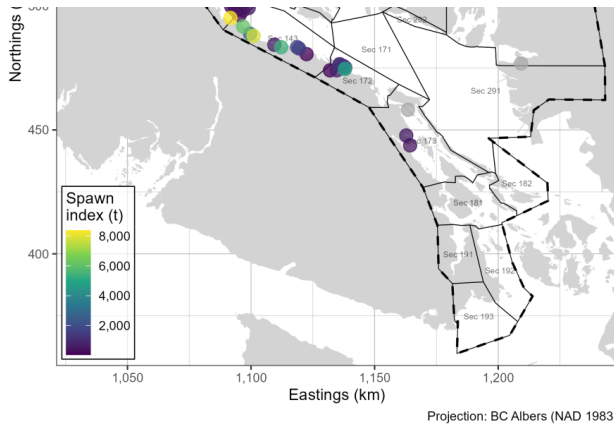 500
Sec 143
Sec 171
Sec 172
Sec 291
Northings (
450
Sec 182
Sec 181
Spawn
index (t)
8,000
6,000
4,000
2,000
400
Sec 191
Sec 192
Sec 193
1,050
1,100
1,150
1,200
Eastings (km)
Projection: BC Albers (NAD 1983